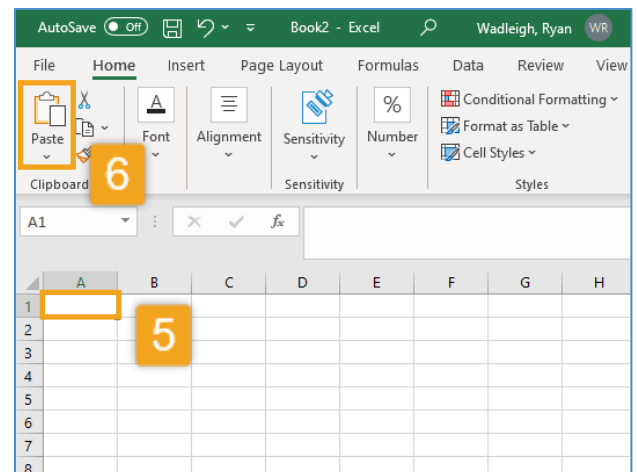 AutoSave Off Book2 - Excel Wadleigh, Ryan WR
File Home Insert Page Layout Formulas Data Review View
Paste Font Alignment Sensitivity Number Conditional Formatting
Format as Table
Cell Styles
Clipboard Sensitivity Styles
6
A1 fx
A B C D E F G H
1
2
5
3
4
5
6
7
8